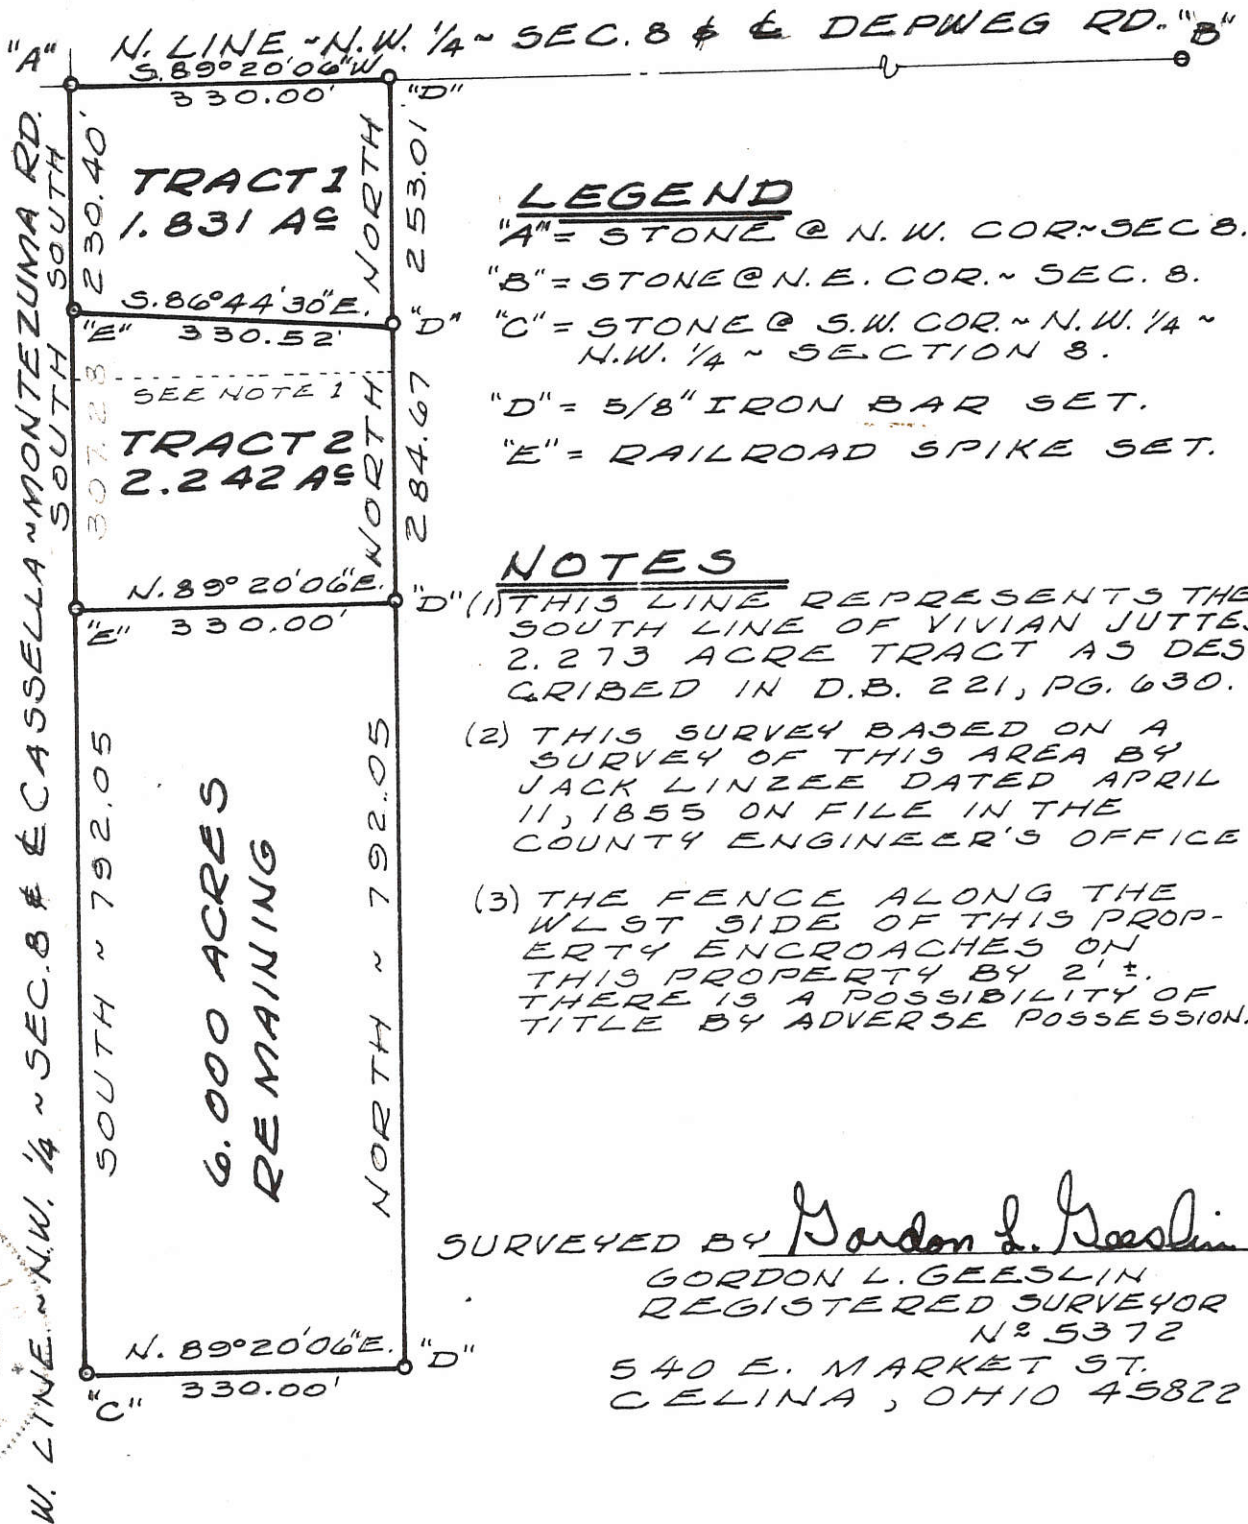 N. LINE ~ N.W. 1/4 ~ SEC. 8 & ℄ DEPWEG RD. "B"
"A"
S. 89° 20' 06" W
330.00'
"D"
W. LINE ~ N.W. 1/4 ~ SEC. 8 & ℄ CASSELLA ~ MONTEZUMA RD.
SOUTH
230.40'
TRACT 1
1.831 Ac
NORTH
253.01
S. 86° 44' 30" E.
"E" 330.52'
"D"
SOUTH
307.28
SEE NOTE 1
TRACT 2
2.242 Ac
NORTH
284.67
N. 89° 20' 06" E.
"D"
"E" 330.00'
SOUTH ~ 792.05
6.000 ACRES
REMAINING
NORTH ~ 792.05
N. 89° 20' 06" E.
"D"
"C" 330.00'
LEGEND
"A" = STONE @ N.W. COR. ~ SEC 8.
"B" = STONE @ N.E. COR. ~ SEC. 8.
"C" = STONE @ S.W. COR. ~ N.W. 1/4 ~
N.W. 1/4 ~ SECTION 8.
"D" = 5/8" IRON BAR SET.
"E" = RAILROAD SPIKE SET.
NOTES
(1) THIS LINE REPRESENTS THE
SOUTH LINE OF VIVIAN JUTTES
2.273 ACRE TRACT AS DES
CRIBED IN D.B. 221, PG. 630.
(2) THIS SURVEY BASED ON A
SURVEY OF THIS AREA BY
JACK LINZEE DATED APRIL
11, 1855 ON FILE IN THE
COUNTY ENGINEER'S OFFICE
(3) THE FENCE ALONG THE
WEST SIDE OF THIS PROP-
ERTY ENCROACHES ON
THIS PROPERTY BY 2' ±.
THERE IS A POSSIBILITY OF
TITLE BY ADVERSE POSSESSION.
SURVEYED BY Gordon L. Geeslin
GORDON L. GEESLIN
REGISTERED SURVEYOR
No 5372
540 E. MARKET ST.
CELINA, OHIO 45822